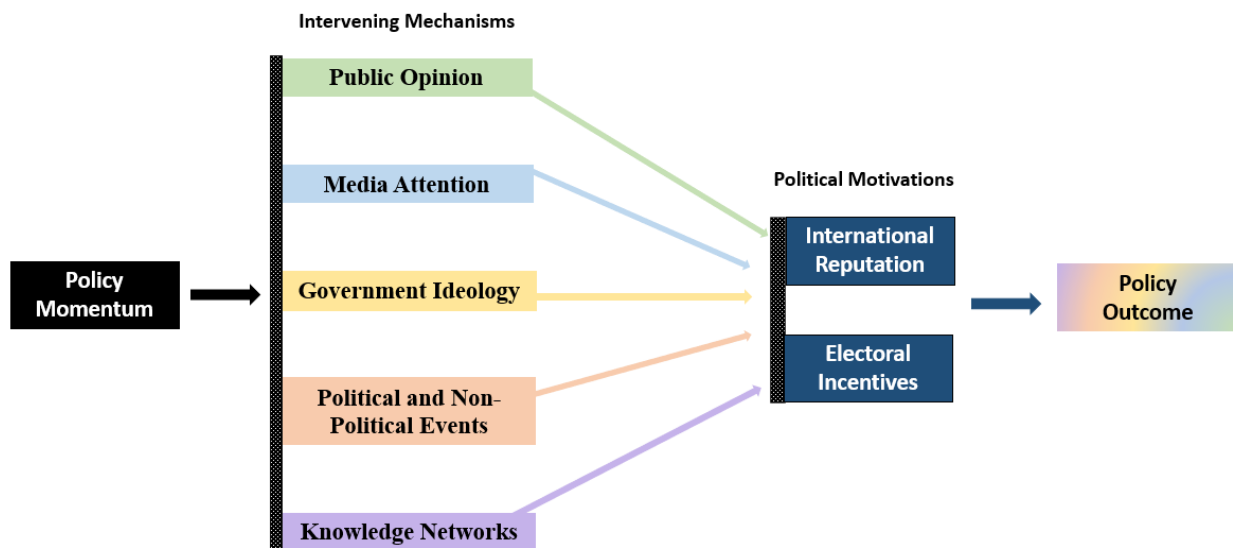 Intervening Mechanisms
Public Opinion
Media Attention
Political Motivations
International
Reputation
Policy
Momentum
Government Ideology
Policy
Outcome
Electoral
Incentives
Political and Non-
Political Events
Knowledge Networks